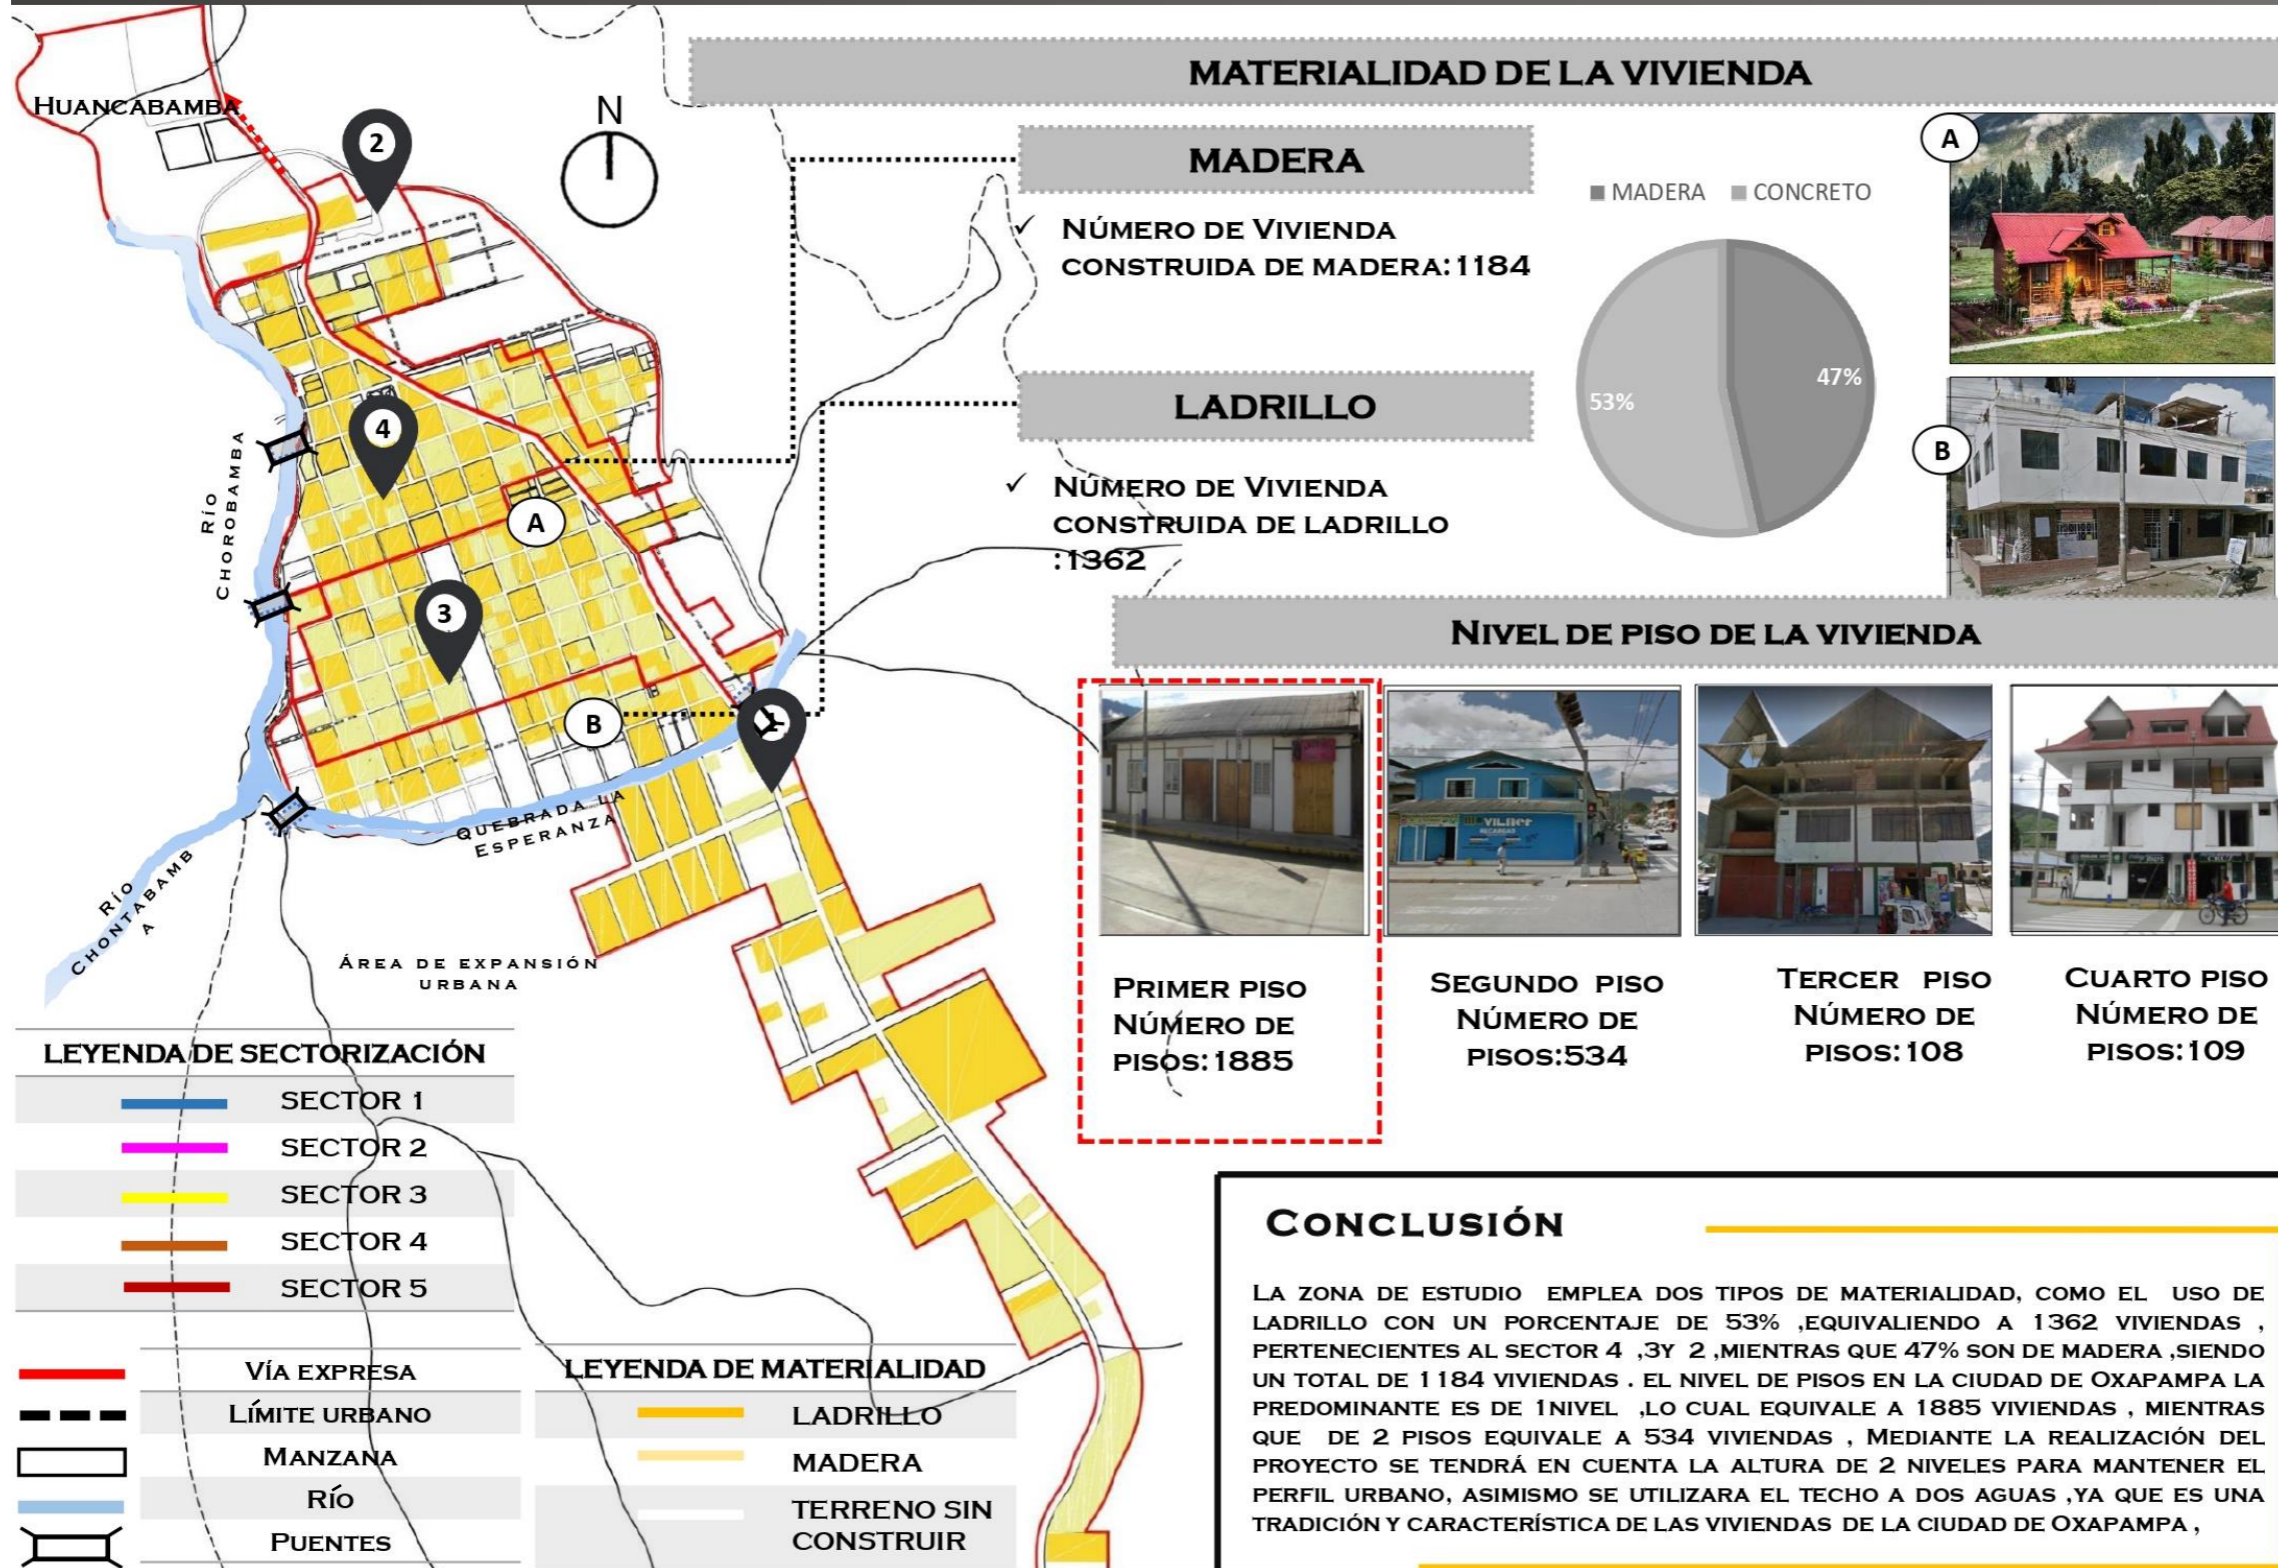 MATERIALIDAD DE LA VIVIENDA
HUANCABAMBA
2
N
4
A
3
B
1
RÍO
CHOROBAMBA
QUEBRADA LA
ESPERANZA
RÍO
CHONTABAMB
A
ÁREA DE EXPANSIÓN
URBANA
MADERA
✓ NÚMERO DE VIVIENDA
CONSTRUIDA DE MADERA:1184
LADRILLO
✓ NÚMERO DE VIVIENDA
CONSTRUIDA DE LADRILLO
:1362
MADERA CONCRETO
47%
53%
A
B
NIVEL DE PISO DE LA VIVIENDA
VILNER
RECARGAS
PRIMER PISO
NÚMERO DE
PISOS:1885
SEGUNDO PISO
NÚMERO DE
PISOS:534
TERCER PISO
NÚMERO DE
PISOS:108
CUARTO PISO
NÚMERO DE
PISOS:109
LEYENDA DE SECTORIZACIÓN
SECTOR 1
SECTOR 2
SECTOR 3
SECTOR 4
SECTOR 5
VÍA EXPRESA
LÍMITE URBANO
MANZANA
RÍO
PUENTES
LEYENDA DE MATERIALIDAD
LADRILLO
MADERA
TERRENO SIN
CONSTRUIR
CONCLUSIÓN
LA ZONA DE ESTUDIO EMPLEA DOS TIPOS DE MATERIALIDAD, COMO EL USO DE
LADRILLO CON UN PORCENTAJE DE 53% ,EQUIVALIENDO A 1362 VIVIENDAS ,
PERTENECIENTES AL SECTOR 4 ,3Y 2 ,MIENTRAS QUE 47% SON DE MADERA ,SIENDO
UN TOTAL DE 1184 VIVIENDAS . EL NIVEL DE PISOS EN LA CIUDAD DE OXAPAMPA LA
PREDOMINANTE ES DE 1NIVEL ,LO CUAL EQUIVALE A 1885 VIVIENDAS , MIENTRAS
QUE DE 2 PISOS EQUIVALE A 534 VIVIENDAS , MEDIANTE LA REALIZACIÓN DEL
PROYECTO SE TENDRÁ EN CUENTA LA ALTURA DE 2 NIVELES PARA MANTENER EL
PERFIL URBANO, ASIMISMO SE UTILIZARA EL TECHO A DOS AGUAS ,YA QUE ES UNA
TRADICIÓN Y CARACTERÍSTICA DE LAS VIVIENDAS DE LA CIUDAD DE OXAPAMPA ,